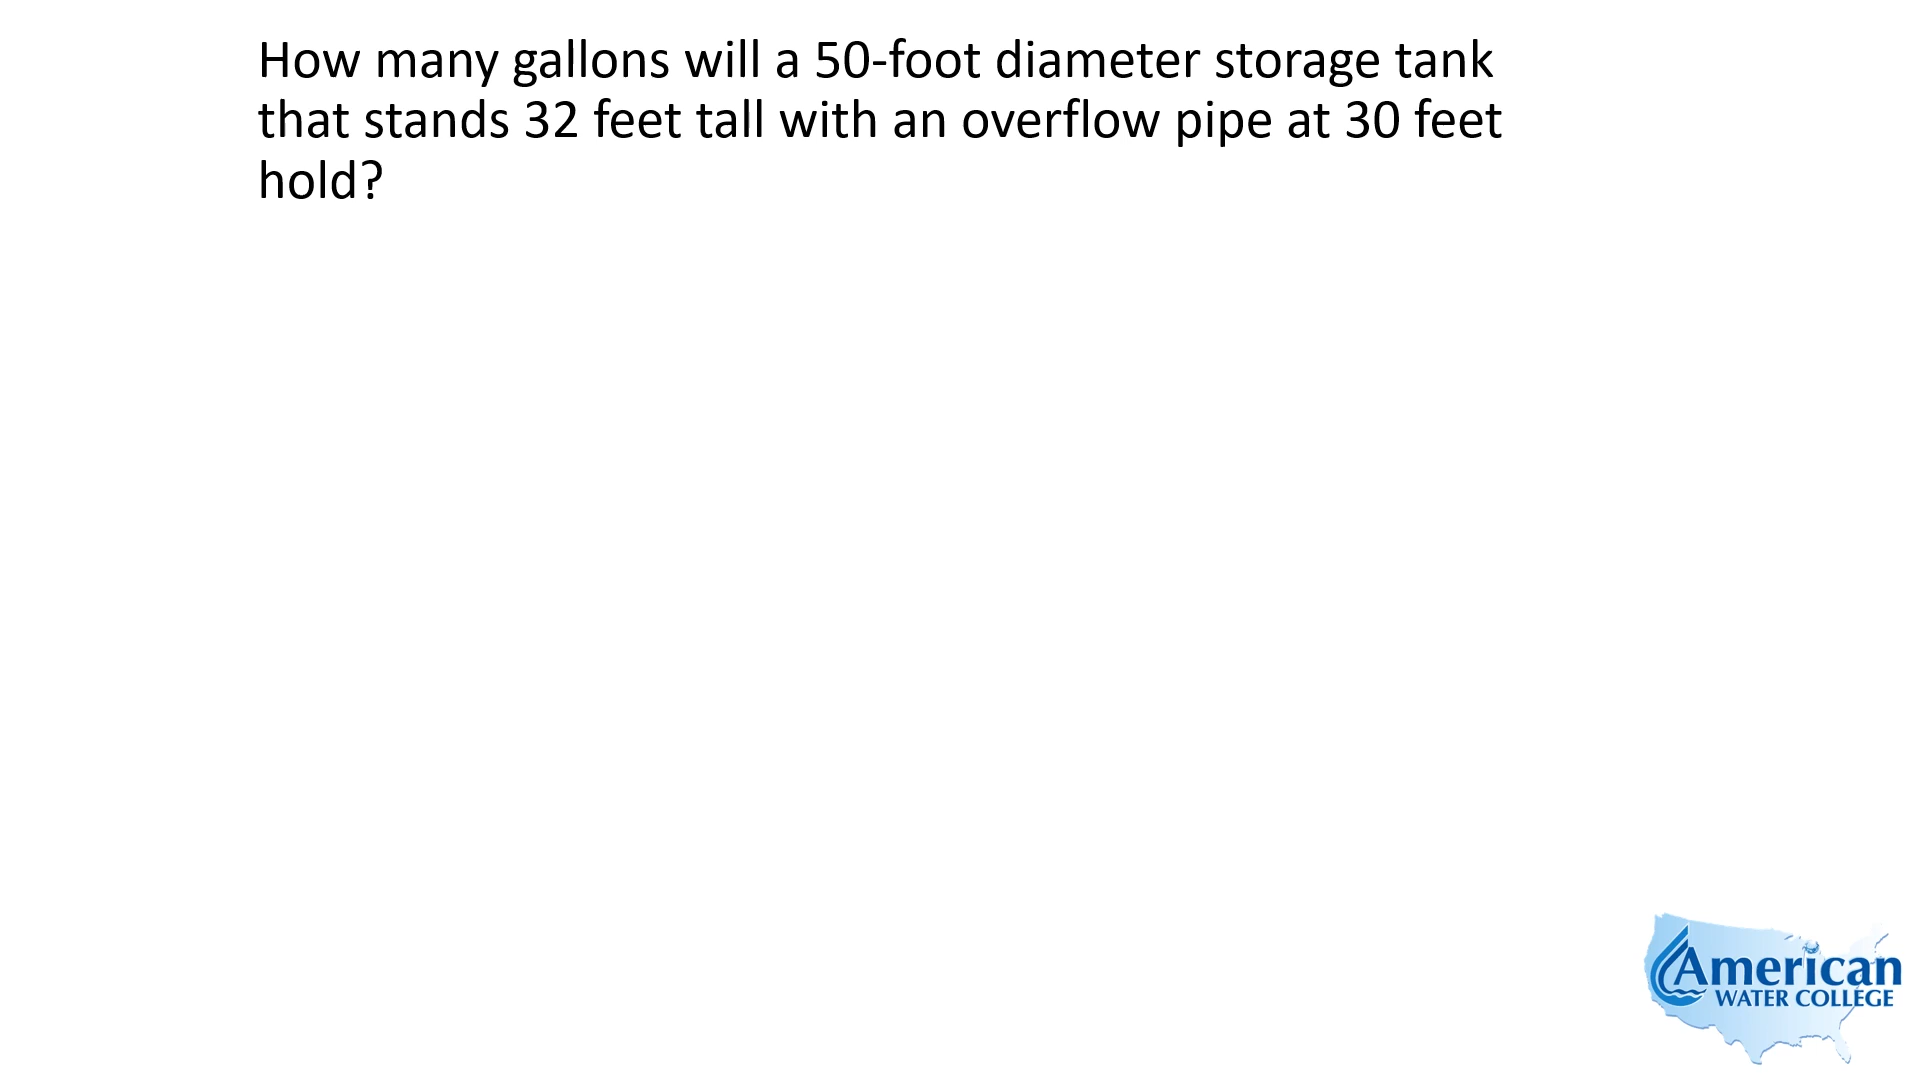 How many gallons will a 50-foot diameter storage tank
that stands 32 feet tall with an overflow pipe at 30 feet
hold?
American
WATER COLLEGE